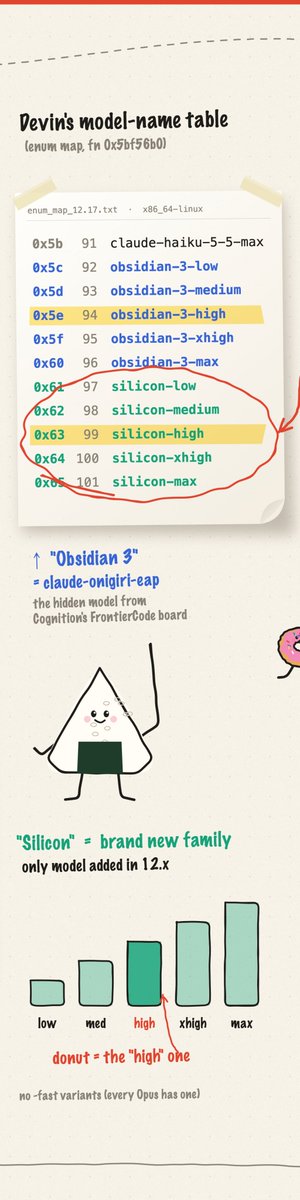 Devin's model-name table
(enum map, fn 0x5bf56b0)
enum_map_12.17.txt · x86_64-linux
0x5b 91 claude-haiku-5-5-max
0x5c 92 obsidian-3-low
0x5d 93 obsidian-3-medium
0x5e 94 obsidian-3-high
0x5f 95 obsidian-3-xhigh
0x60 96 obsidian-3-max
0x61 97 silicon-low
0x62 98 silicon-medium
0x63 99 silicon-high
0x64 100 silicon-xhigh
0x65 101 silicon-max
↑ "Obsidian 3"
= claude-onigiri-eap
the hidden model from
Cognition's FrontierCode board
"Silicon" = brand new family
only model added in 12.x
low med high xhigh max
donut = the "high" one
no -fast variants (every Opus has one)